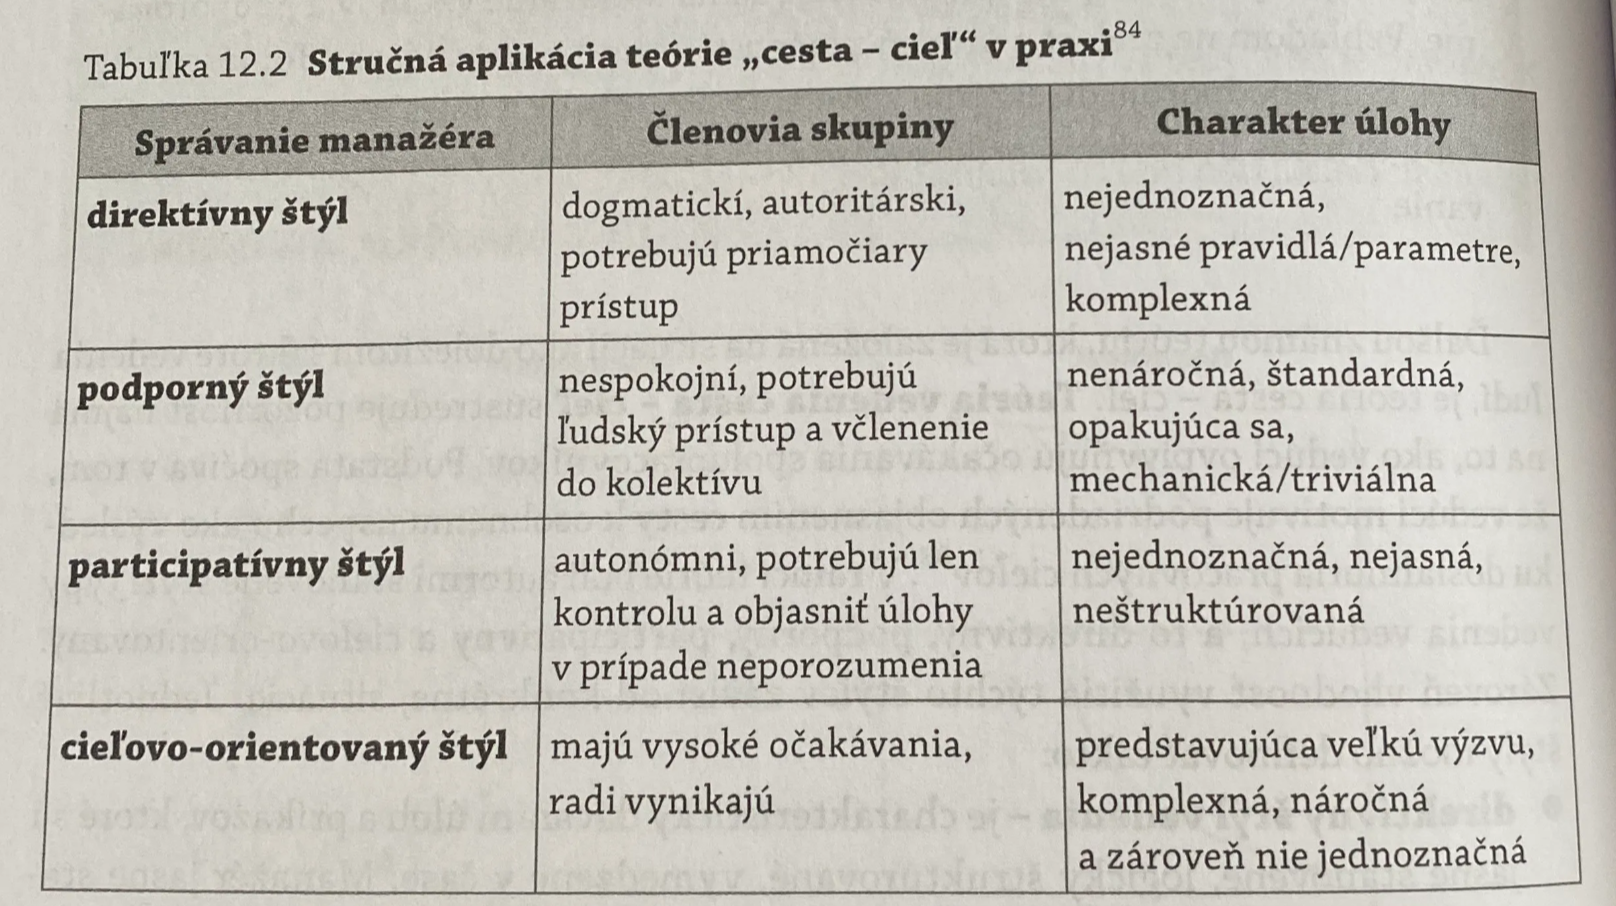 Tabuľka 12.2 Stručná aplikácia teórie „cesta – cieľ“ v praxi84
Správanie manažéra
Členovia skupiny
Charakter úlohy
direktívny štýl
dogmatickí, autoritárski,
potrebujú priamočiary
prístup
nejednoznačná,
nejasné pravidlá/parametre,
komplexná
podporný štýl
nespokojní, potrebujú
ľudský prístup a včlenenie
do kolektívu
nenáročná, štandardná,
opakujúca sa,
mechanická/triviálna
participatívny štýl
autonómni, potrebujú len
kontrolu a objasniť úlohy
v prípade neporozumenia
nejednoznačná, nejasná,
neštruktúrovaná
cieľovo-orientovaný štýl
majú vysoké očakávania,
radi vynikajú
predstavujúca veľkú výzvu,
komplexná, náročná
a zároveň nie jednoznačná